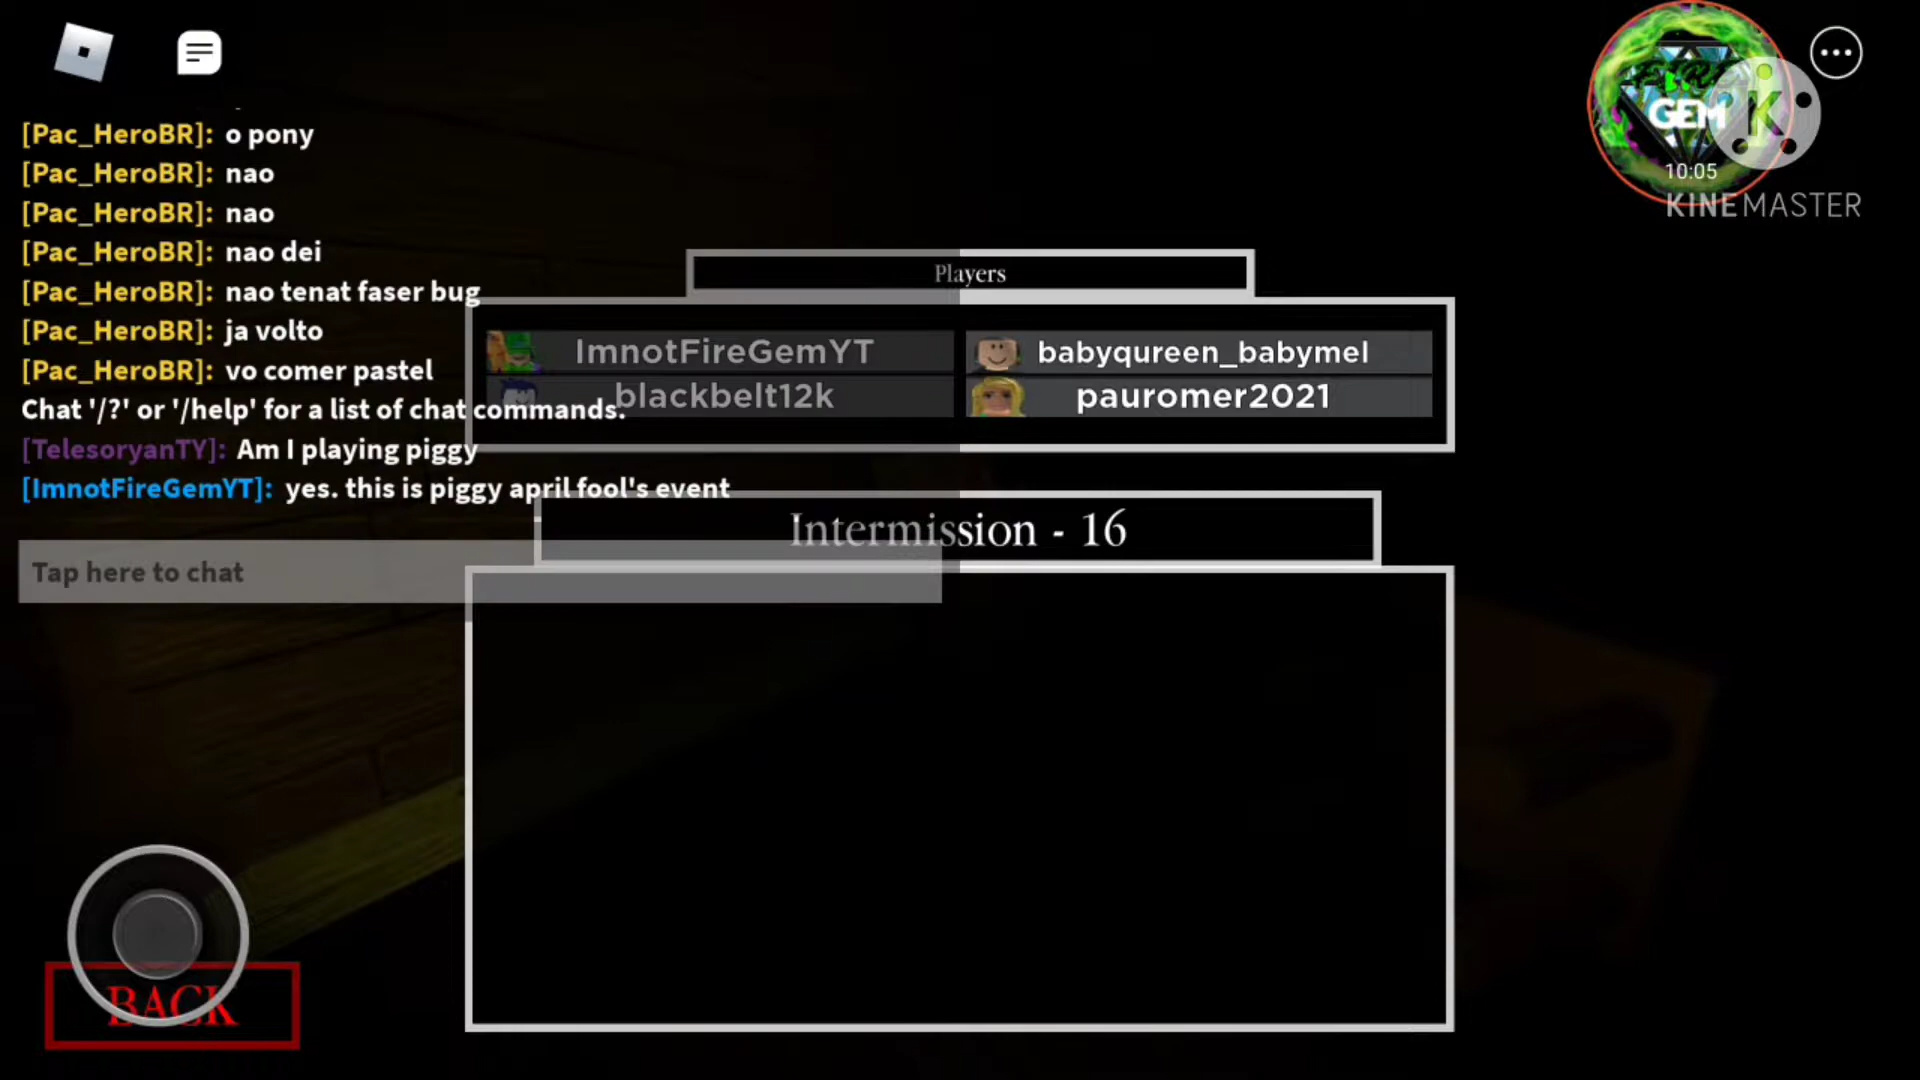 [Pac_HeroBR]: o pony
[Pac_HeroBR]: nao
[Pac_HeroBR]: nao
[Pac_HeroBR]: nao dei
[Pac_HeroBR]: nao tenat faser bug
[Pac_HeroBR]: ja volto
[Pac_HeroBR]: vo comer pastel
Chat '/?' or '/help' for a list of chat commands.
[TelesoryanTY]: Am I playing piggy
[ImnotFireGemYT]: yes. this is piggy april fool's event
Tap here to chat
GEM
K
10:05
KINEMASTER
Players
ImnotFireGemYT
babyqureen_babymel
blackbelt12k
pauromer2021
Intermission - 16
BACK